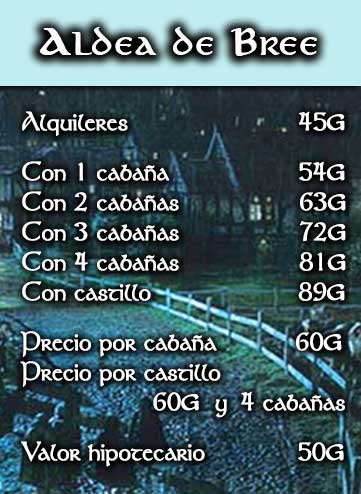 Aldea de Bree
Alquileres 45G
Con 1 cabaña 54G
Con 2 cabañas 63G
Con 3 cabañas 72G
Con 4 cabañas 81G
Con castillo 89G
Precio por cabaña 60G
Precio por castillo
60G y 4 cabañas
Valor hipotecario 50G